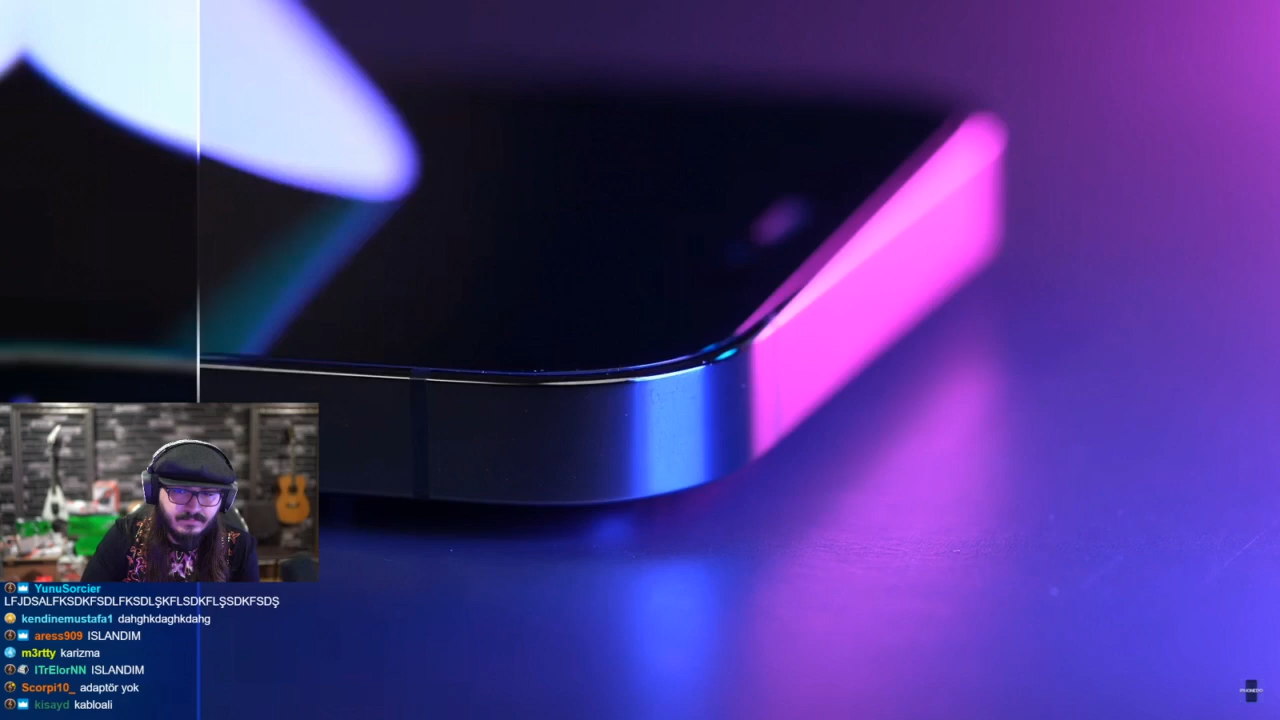 YunuSorcier
LFJDSALFKSDKFSDLFKSDLŞKFLSDKFLŞSDKFSDŞ
kendinemustafa1 dahghkdaghkdahg
aress909 ISLANDIM
m3rtty karizma
ITrElorNN ISLANDIM
Scorpi10_ adaptör yok
kisayd kabloali